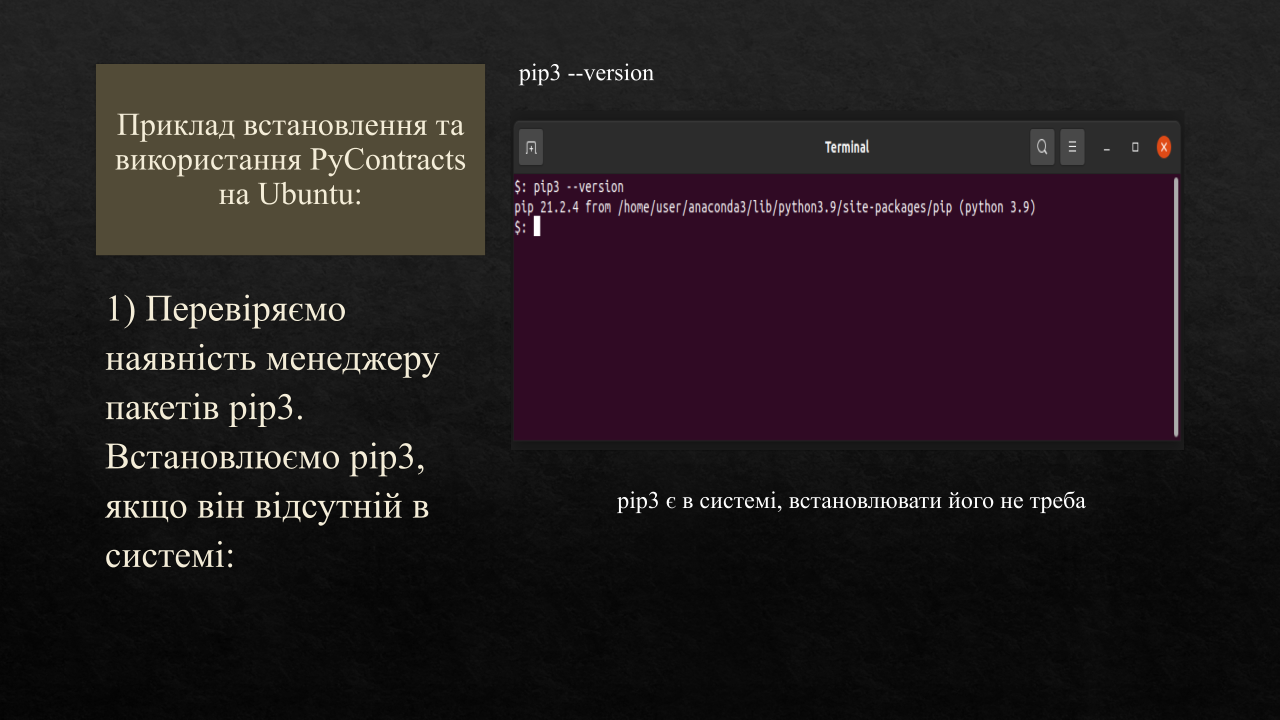 Приклад встановлення та
використання PyContracts
на Ubuntu:
1) Перевіряємо
наявність менеджеру
пакетів pip3.
Встановлюємо pip3,
якщо він відсутній в
системі:
pip3 --version
Terminal
$: pip3 --version
pip 21.2.4 from /home/user/anaconda3/lib/python3.9/site-packages/pip (python 3.9)
$:
pip3 є в системі, встановлювати його не треба